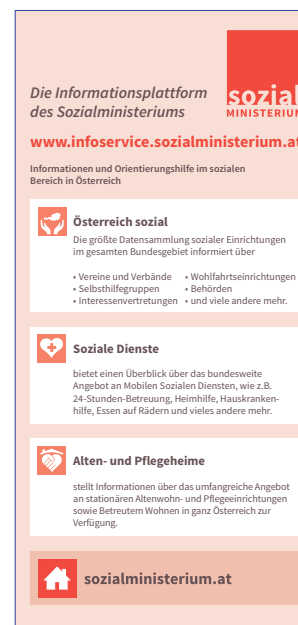 Die Informationsplattform
des Sozialministeriums
sozial
MINISTERIUM
www.infoservice.sozialministerium.at
Informationen und Orientierungshilfe im sozialen
Bereich in Österreich
Österreich sozial
Die größte Datensammlung sozialer Einrichtungen
im gesamten Bundesgebiet informiert über
• Vereine und Verbände • Wohlfahrtseinrichtungen
• Selbsthilfegruppen • Behörden
• Interessenvertretungen • und viele andere mehr.
Soziale Dienste
bietet einen Überblick über das bundesweite
Angebot an Mobilen Sozialen Diensten, wie z.B.
24-Stunden-Betreuung, Heimhilfe, Hauskranken-
hilfe, Essen auf Rädern und vieles andere mehr.
Alten- und Pflegeheime
stellt Informationen über das umfangreiche Angebot
an stationären Altenwohn- und Pflegeeinrichtungen
sowie Betreutem Wohnen in ganz Österreich zur
Verfügung.
sozialministerium.at